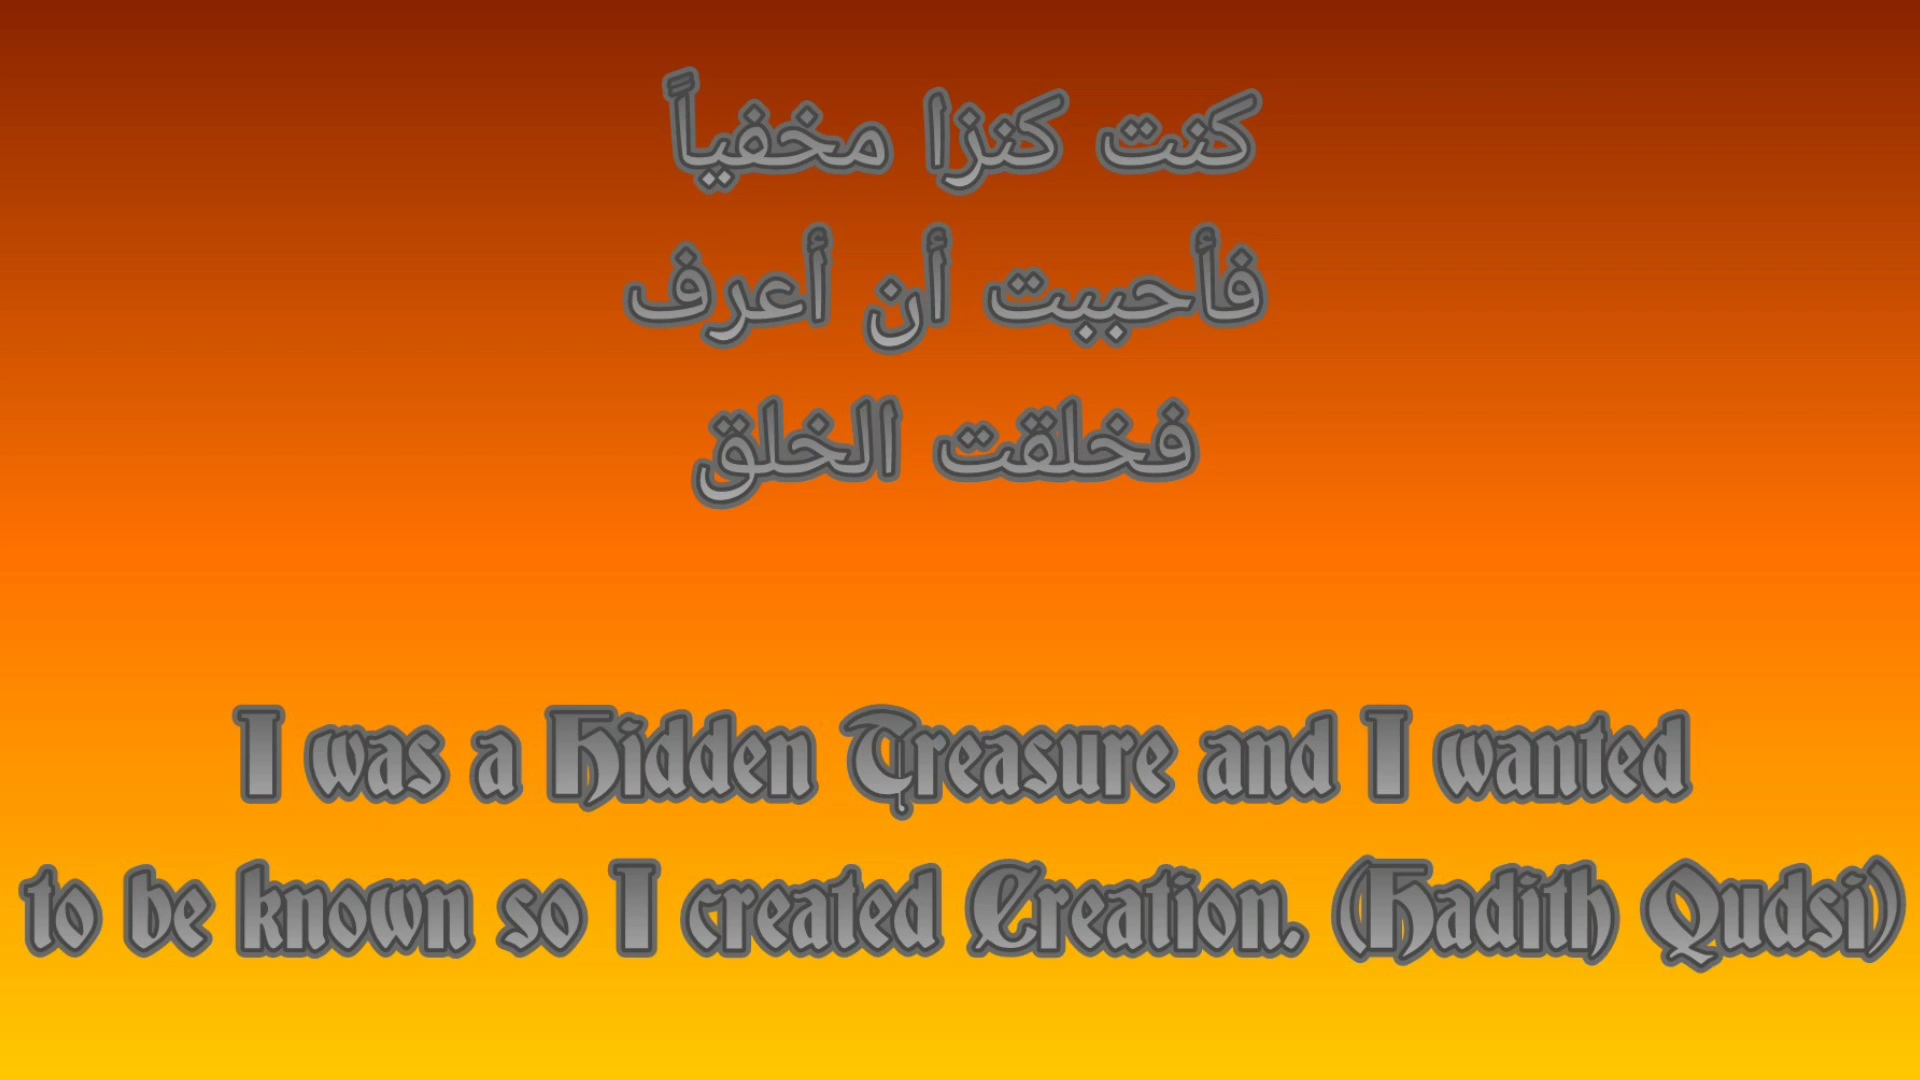 كنت كنزا مخفياً
فأحببت أن أعرف
فخلقت الخلق
I was a Hidden Treasure and I wanted
to be known so I created Creation. (Hadith Qudsi)